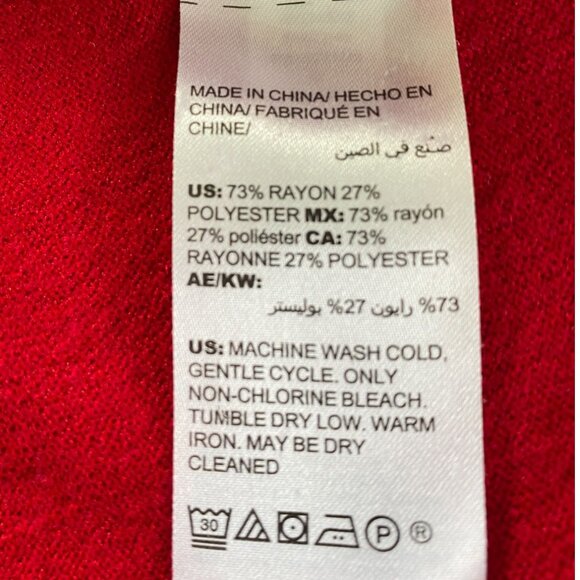 MADE IN CHINA/ HECHO EN
CHINA/ FABRIQUÉ EN
CHINE/
صنع في الصين
US: 73% RAYON 27%
POLYESTER MX: 73% rayón
27% poliéster CA: 73%
RAYONNE 27% POLYESTER
AE/KW:
73% رايون 27% بوليستر
US: MACHINE WASH COLD,
GENTLE CYCLE. ONLY
NON-CHLORINE BLEACH.
TUMBLE DRY LOW. WARM
IRON. MAY BE DRY
CLEANED
30 P ®